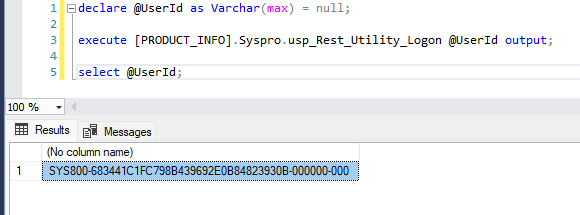 1 declare @UserId as Varchar(max) = null;
2
3 execute [PRODUCT_INFO].Syspro.usp_Rest_Utility_Logon @UserId output;
4
5 select @UserId;
100 %
Results Messages
(No column name)
1 SYS800-683441C1FC798B439692E0B84823930B-000000-000